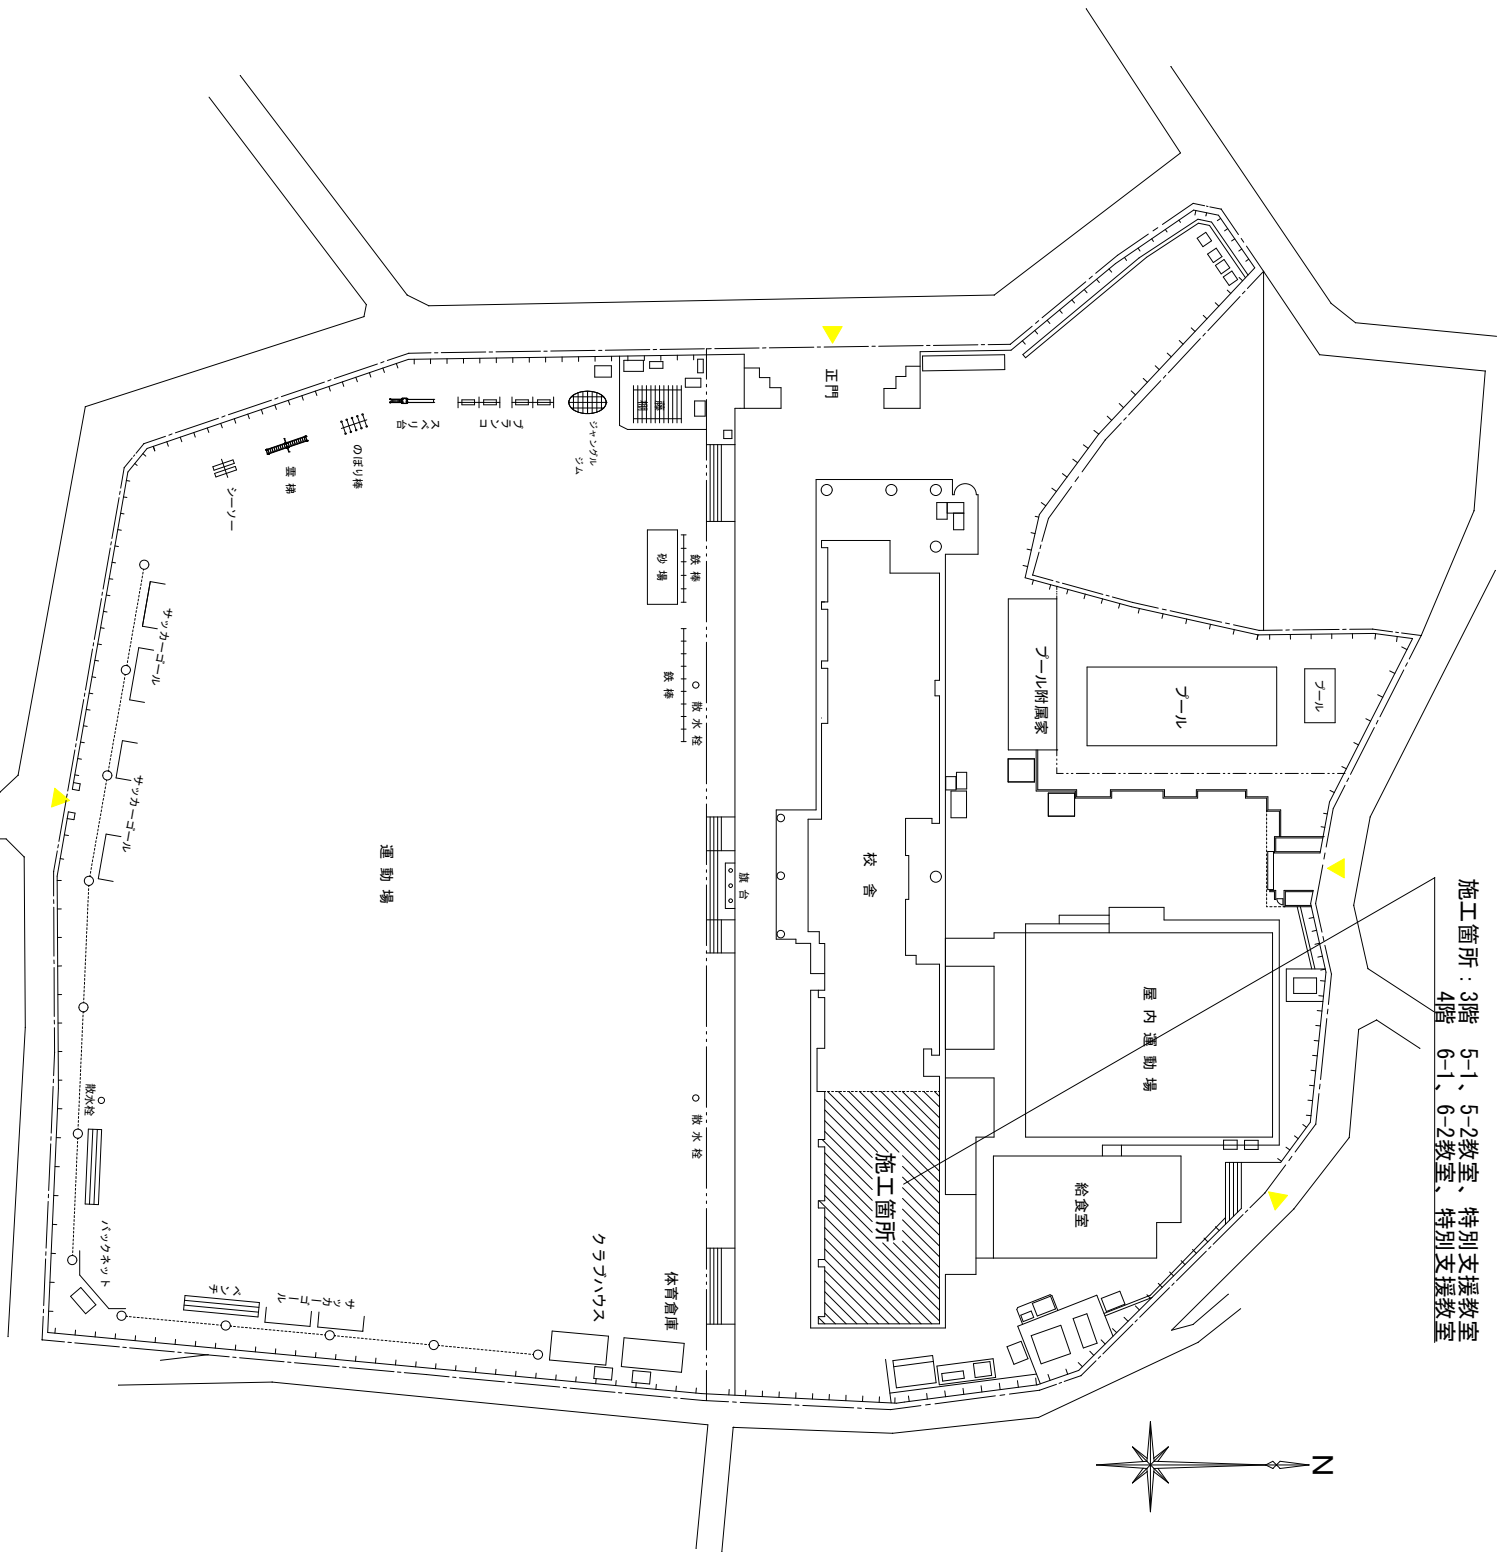 施工箇所：3階　5-1、5-2教室、特別支援教室
4階　6-1、6-2教室、特別支援教室
プール
プール
プール附属家
屋内運動場
給食室
校舎
施工箇所
正門
旗台
散水栓
鉄棒
鉄棒
砂場
散水栓
体育倉庫
クラブハウス
藤棚
ジャングル
ジム
ブランコ
スベリ台
のぼり棒
雲梯
シーソー
運動場
サッカーゴール
サッカーゴール
散水栓
バックネット
ベンチ
サッカーゴール
N